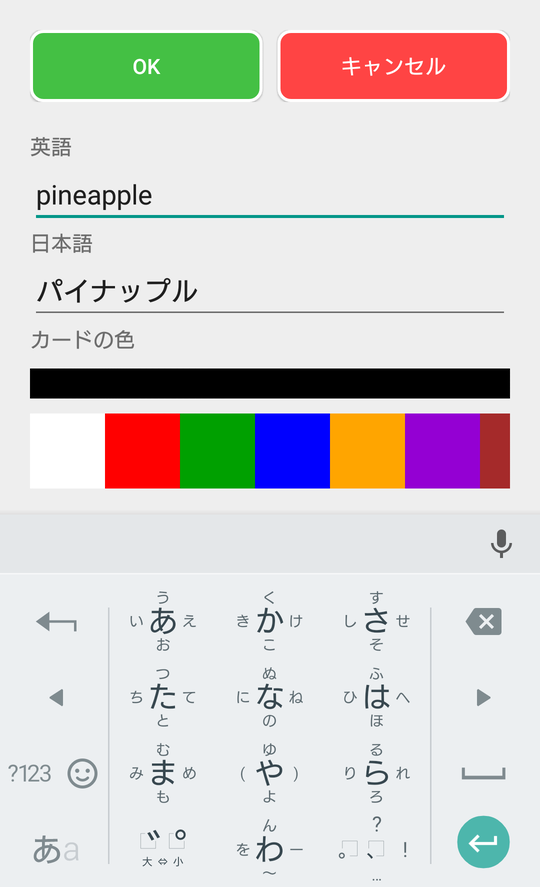 OK キャンセル
英語
pineapple
日本語
パイナップル
カードの色
う く す
い あ え き か け し さ せ
お こ そ
つ ぬ ふ
ち た て に な ね ひ は へ
と の ほ
む ゆ る
?123 み ま め ( や ) り ら れ
も よ ろ
ん ?
あa ゛ ゜ を わ ー 。 、 !
大 ⇔ 小
〜 …